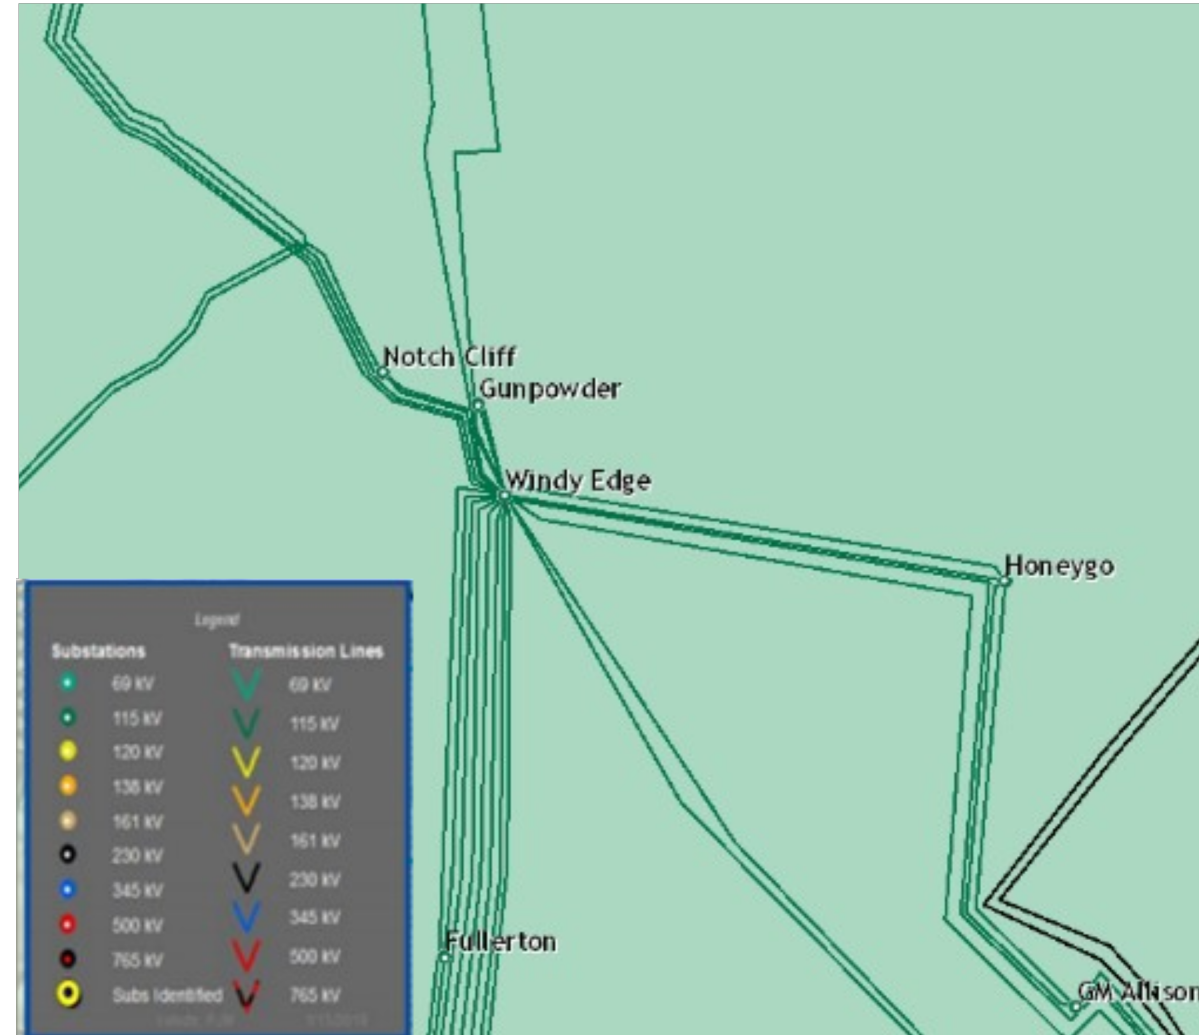 Notch Cliff
Gunpowder
Windy Edge
Honeygo
Legend
Substations Transmission Lines
69 kV 69 kV
115 kV 115 kV
120 kV 120 kV
138 kV 138 kV
161 kV 161 kV
230 kV 230 kV
345 kV 345 kV
500 kV 500 kV
765 kV 765 kV
Subs Identified
Fullerton
GM Allison